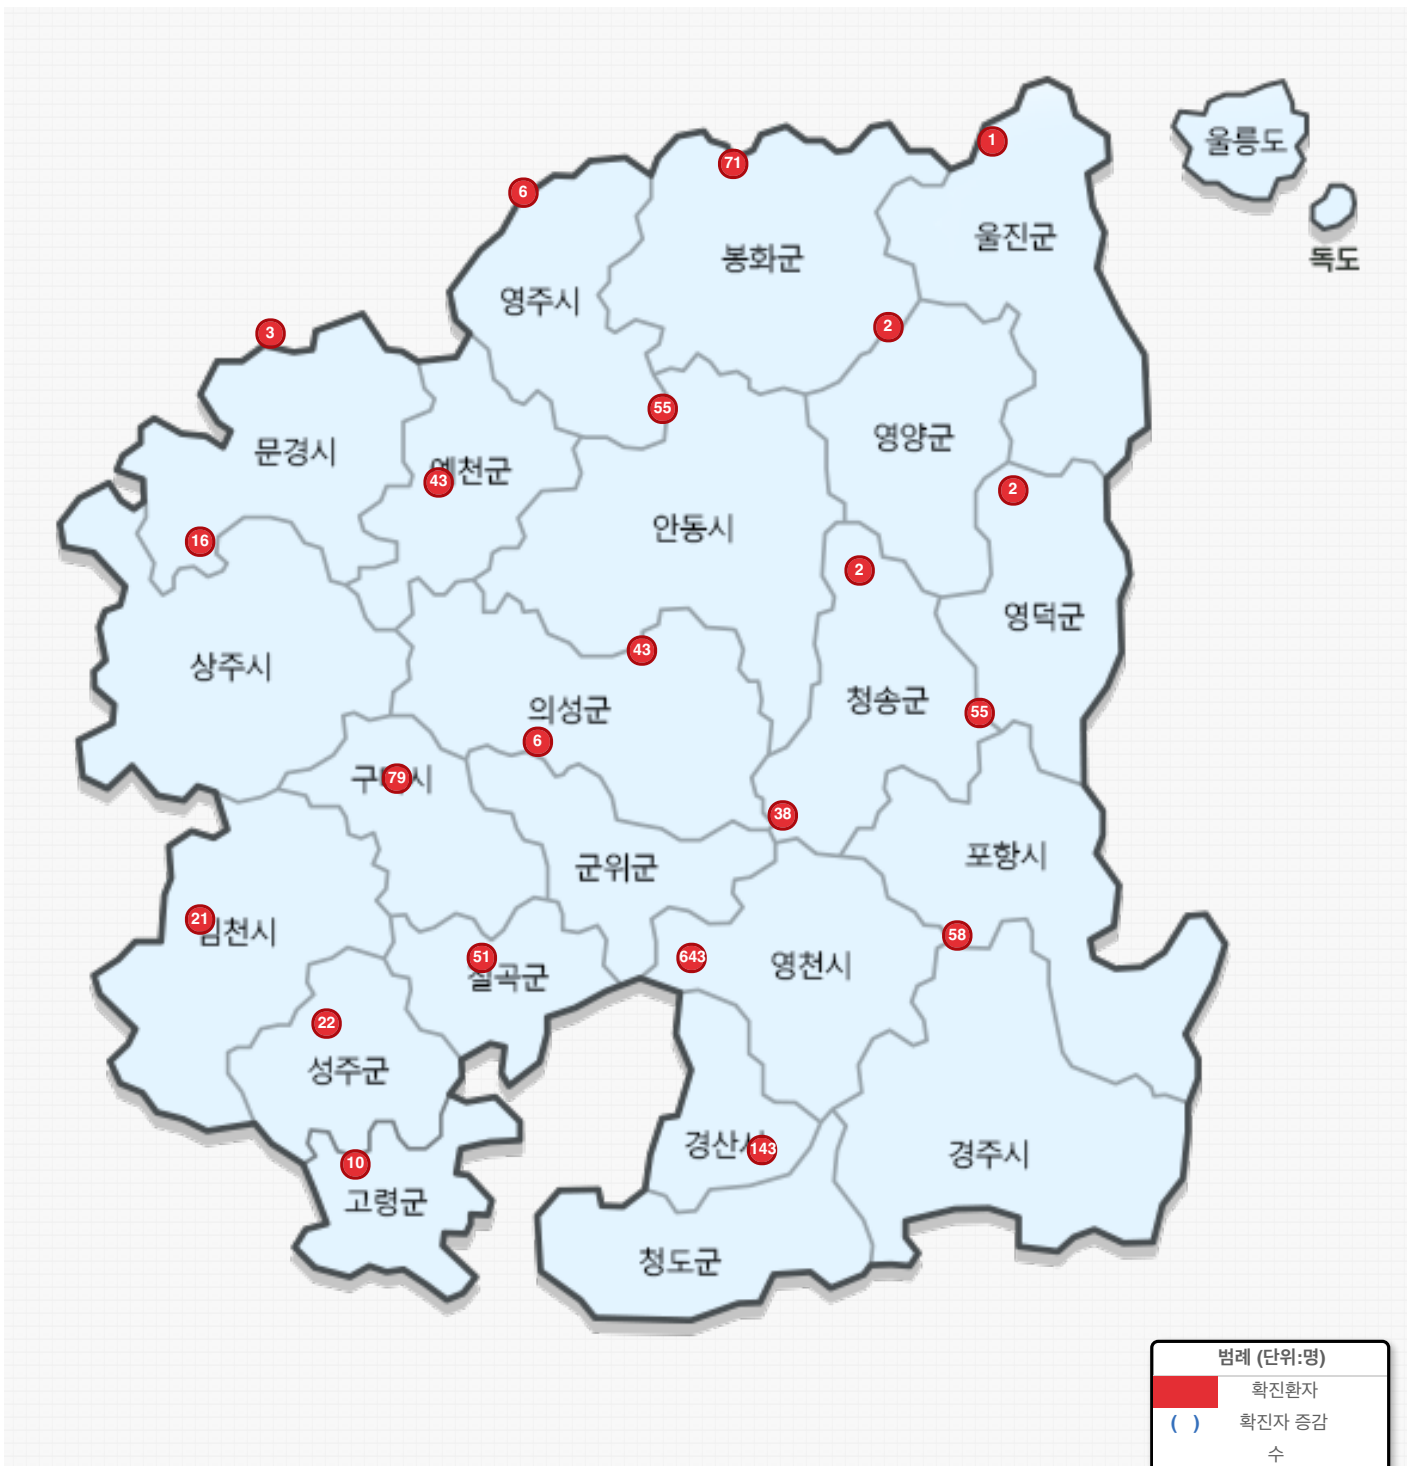 1
울릉도
71
6
울진군
봉화군
독도
영주시
3
2
55
영양군
문경시
43
천군
2
안동시
16
2
영덕군
43
상주시
청송군
의성군
55
6
구
79
시
38
포항시
군위군
21
천시
58
51
643
영천시
곡군
22
성주군
143
경산
경주시
10
고령군
청도군
범례 (단위:명)
확진환자
( ) 확진자 증감
수